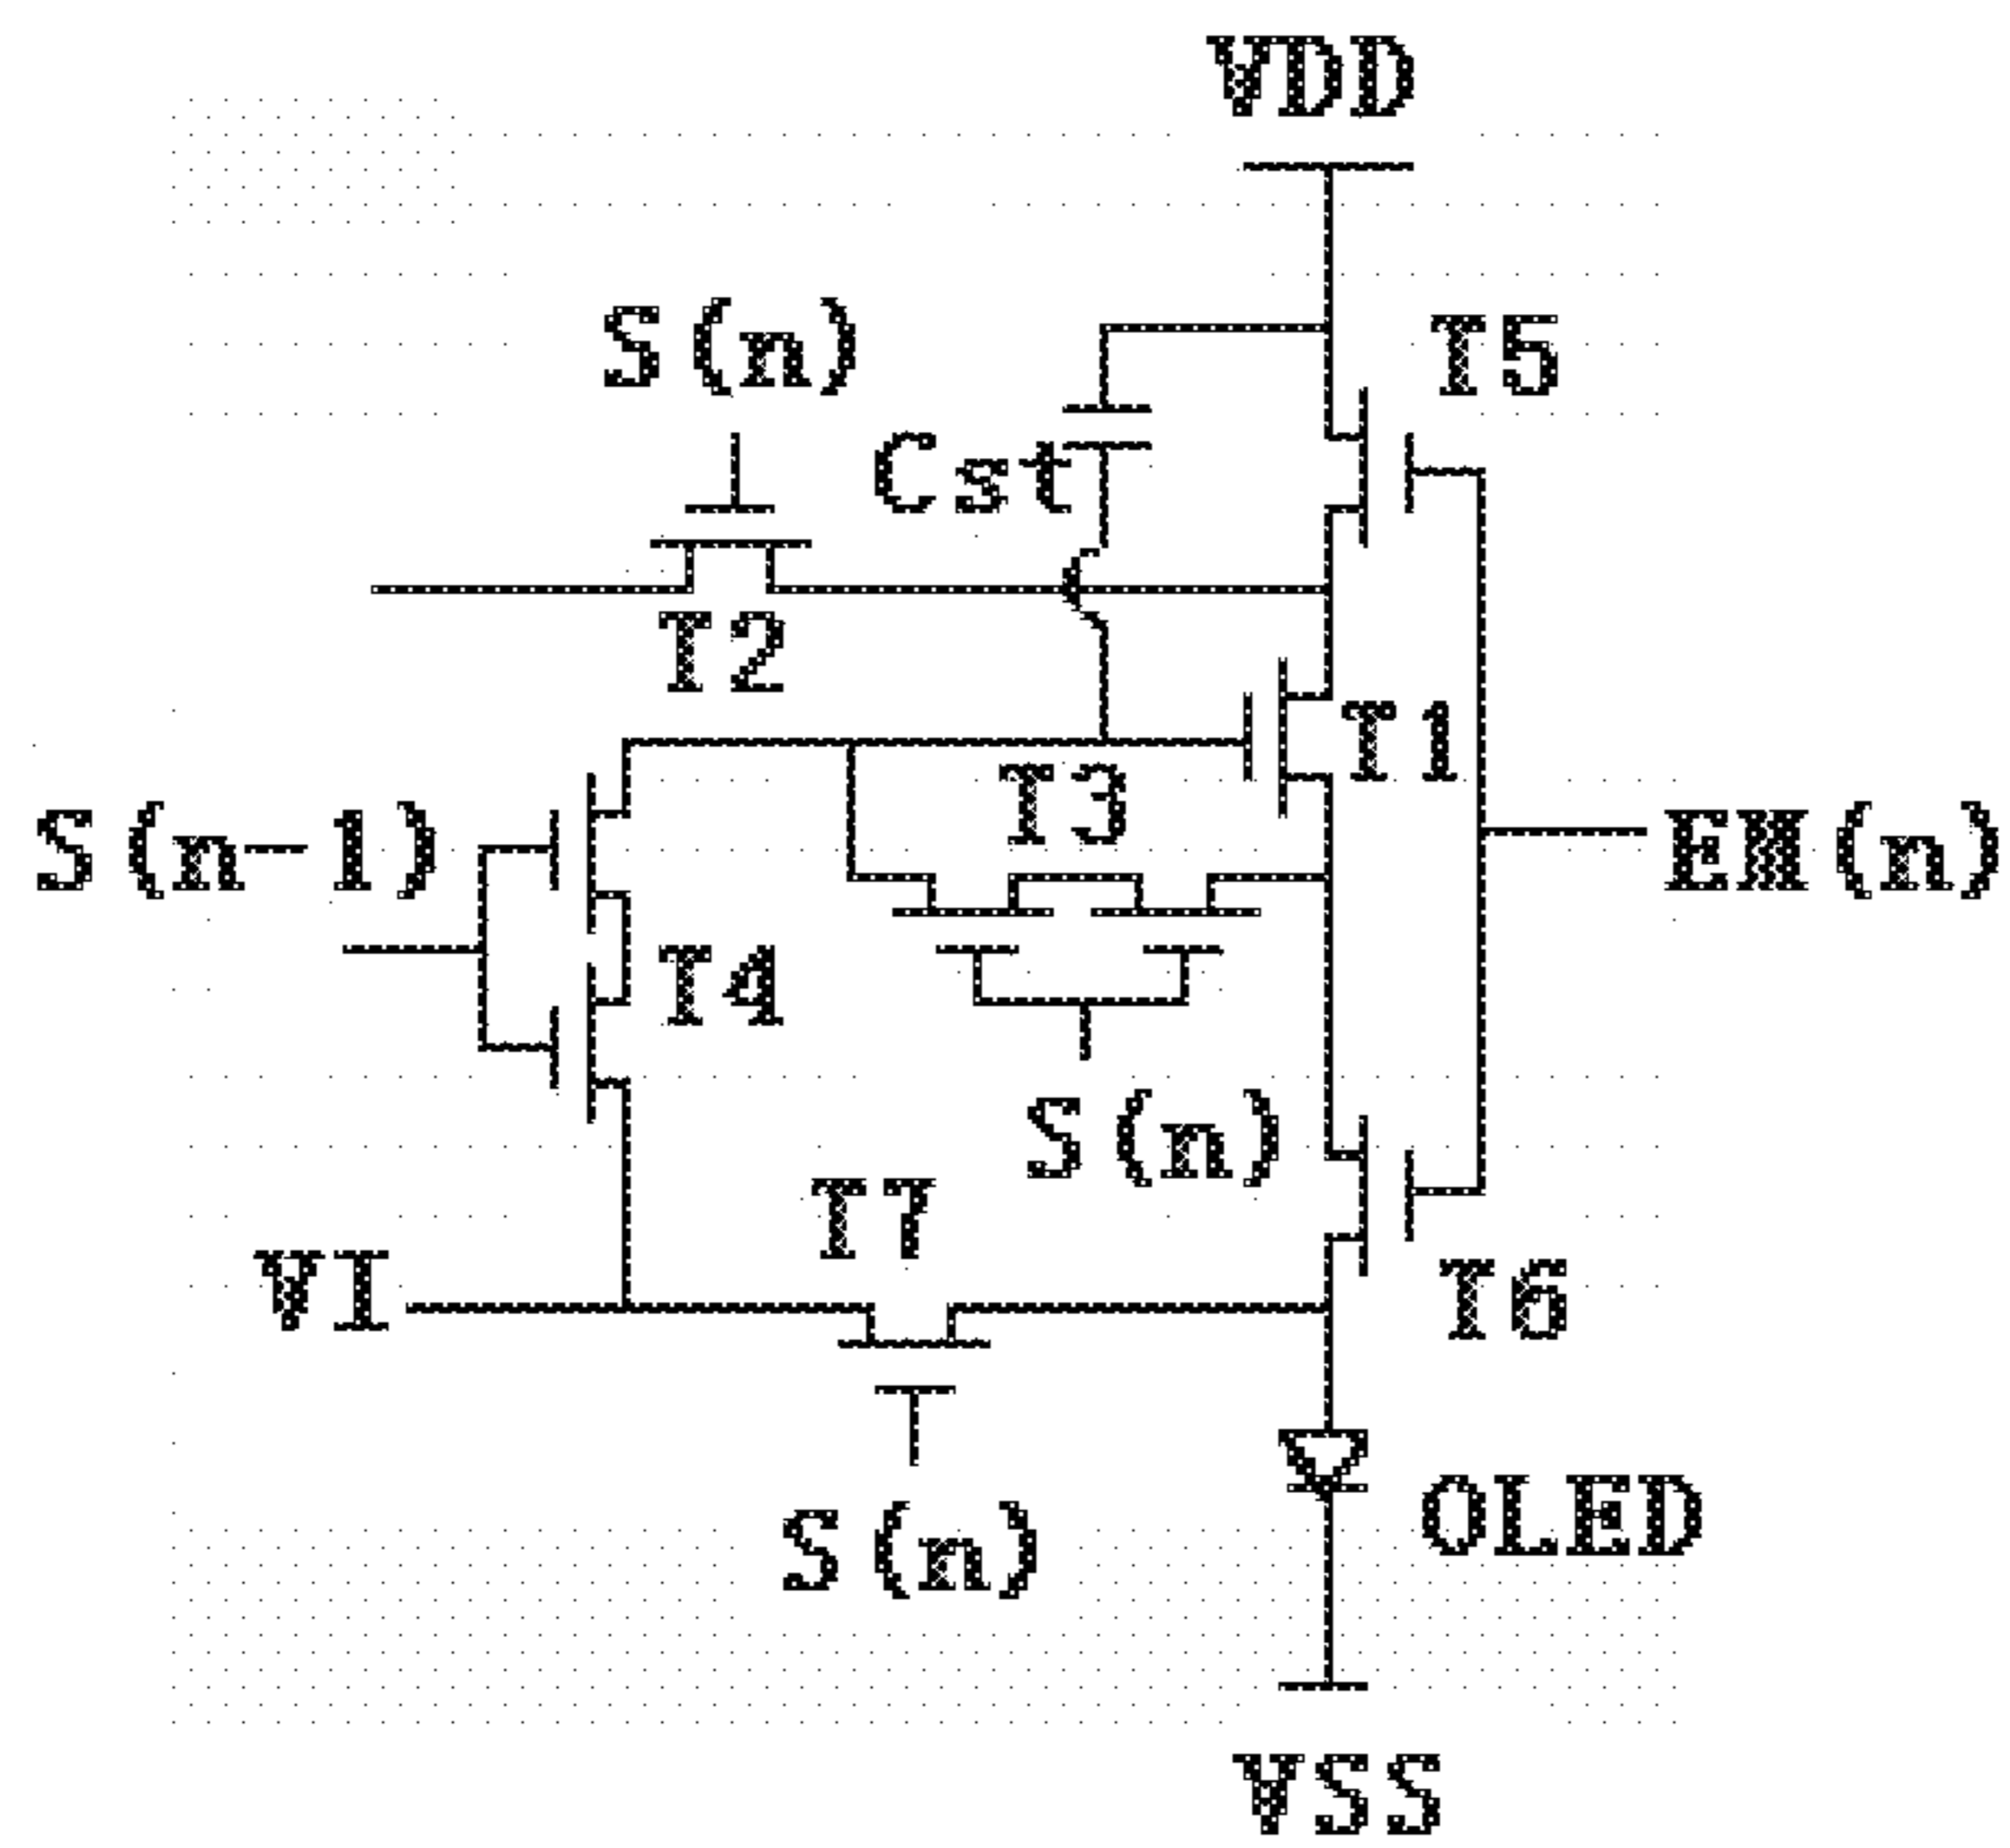 VDD
S(n)
T5
Cst
T2
T1
T3
S(n-1)
EM(n)
T4
S(n)
T7
VI
T6
OLED
S(n)
VSS